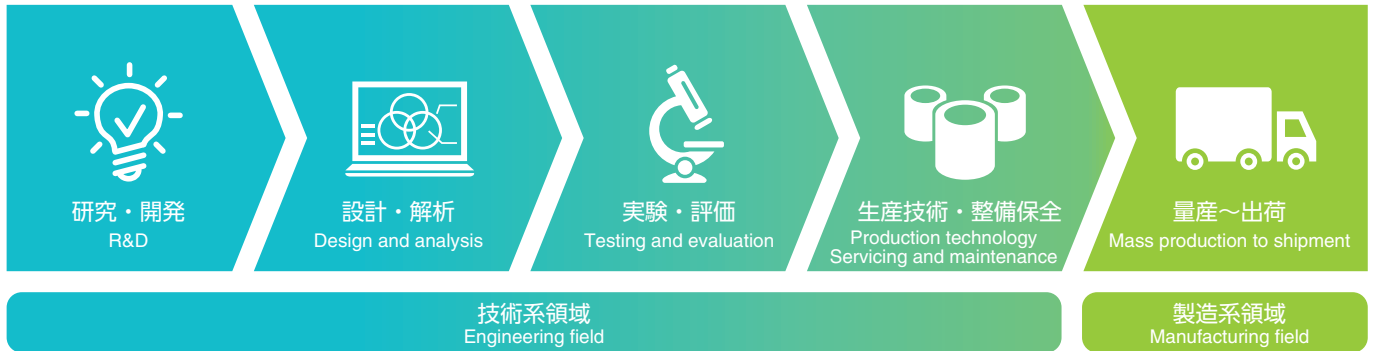 研究・開発
R&D
設計・解析
Design and analysis
実験・評価
Testing and evaluation
生産技術・整備保全
Production technology
Servicing and maintenance
量産〜出荷
Mass production to shipment
技術系領域
Engineering field
製造系領域
Manufacturing field